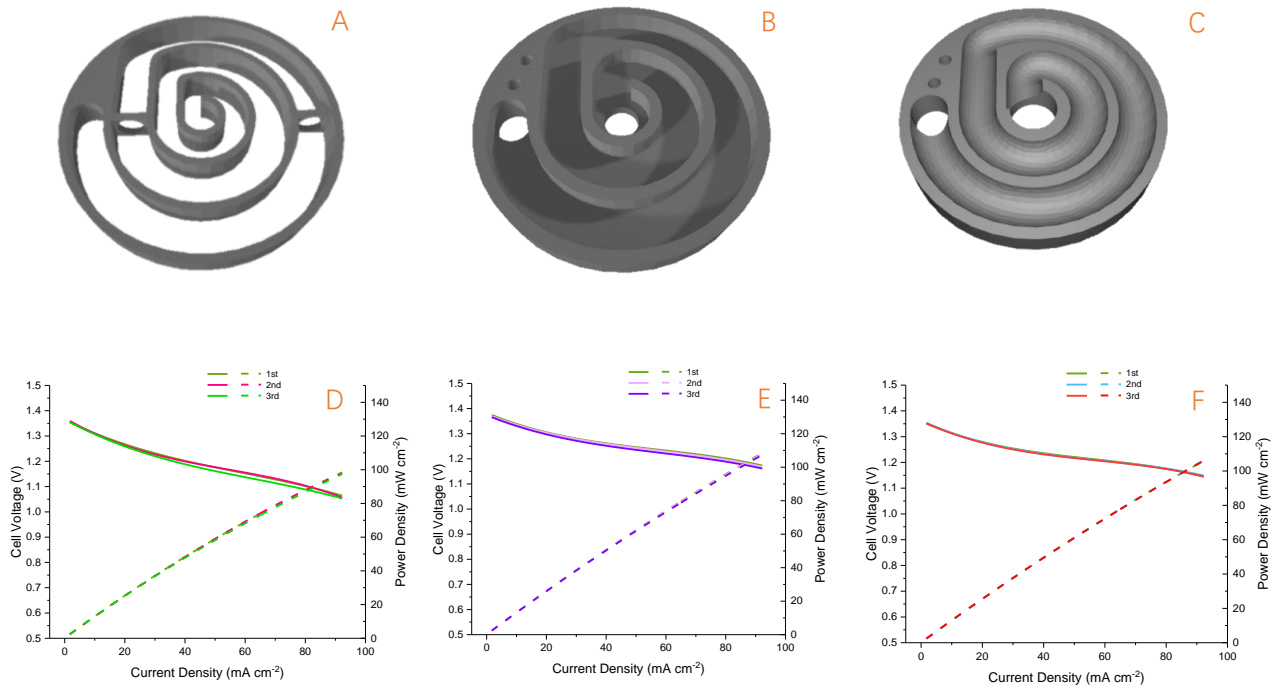 A
B
C
1st
2nd
3rd
D
1.5
1.4
1.3
1.2
1.1
1.0
0.9
0.8
0.7
0.6
0.5
Cell Voltage (V)
140
120
100
80
60
40
20
0
Power Density (mW cm-2)
0 20 40 60 80 100
Current Density (mA cm-2)
1st
2nd
3rd
E
1.5
1.4
1.3
1.2
1.1
1.0
0.9
0.8
0.7
0.6
0.5
Cell Voltage (V)
140
120
100
80
60
40
20
0
Power Density (mW cm-2)
0 20 40 60 80 100
Current Density (mA cm-2)
1st
2nd
3rd
F
1.5
1.4
1.3
1.2
1.1
1.0
0.9
0.8
0.7
0.6
0.5
Cell Voltage (V)
140
120
100
80
60
40
20
0
Power Density (mW cm-2)
0 20 40 60 80 100
Current Density (mA cm-2)